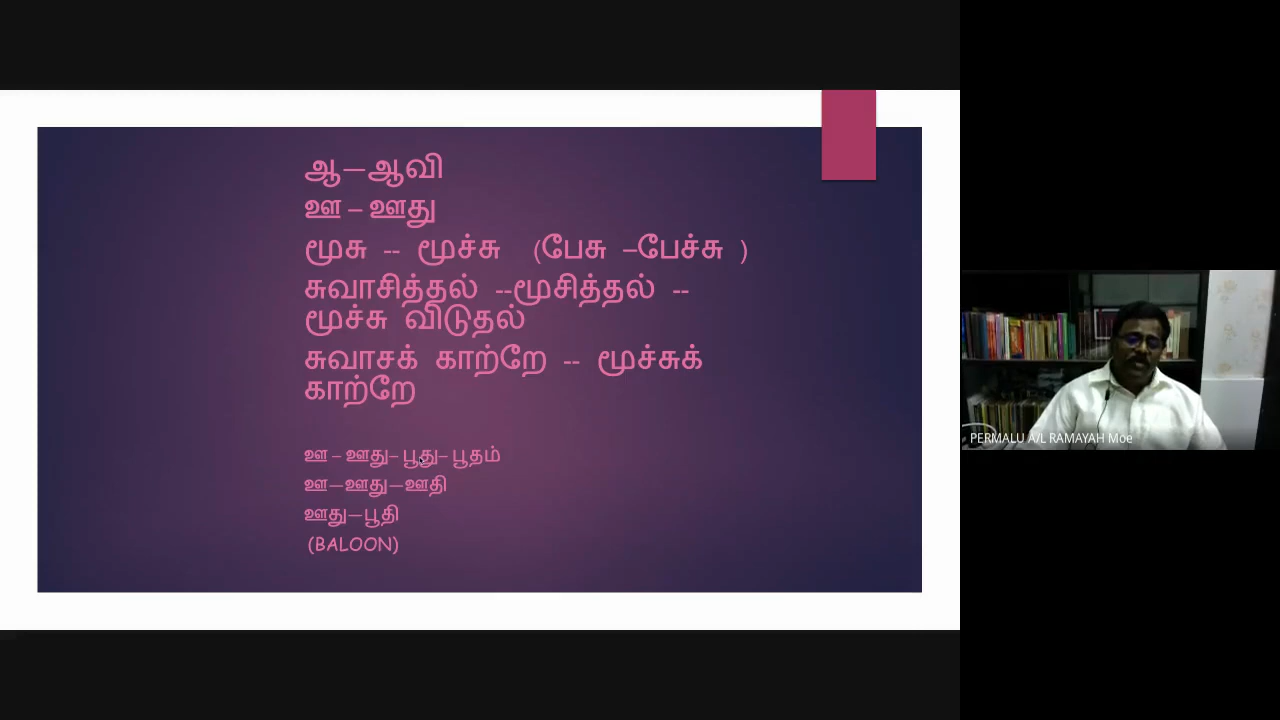 ஆ—ஆவி
ஊ – ஊது
மூசு -- மூச்சு (பேசு –பேச்சு )
சுவாசித்தல் --மூசித்தல் --
மூச்சு விடுதல்
சுவாசக் காற்றே -- மூச்சுக்
காற்றே
ஊ – ஊது– பூது– பூதம்
ஊ—ஊது—ஊதி
ஊது—பூதி
(BALOON)
PERMALU A/L RAMAYAH Moe